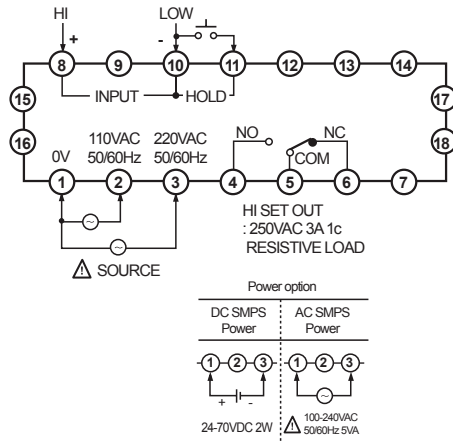 HI
LOW
+
-
8
9
10
11
12
13
14
INPUT
HOLD
15
16
17
18
0V
110VAC
50/60Hz
220VAC
50/60Hz
NO
NC
COM
1
2
3
4
5
6
7
HI SET OUT
: 250VAC 3A 1c
RESISTIVE LOAD
! SOURCE
Power option
DC SMPS
Power
AC SMPS
Power
1
2
3
1
2
3
+ -
24-70VDC 2W
! 100-240VAC
50/60Hz 5VA